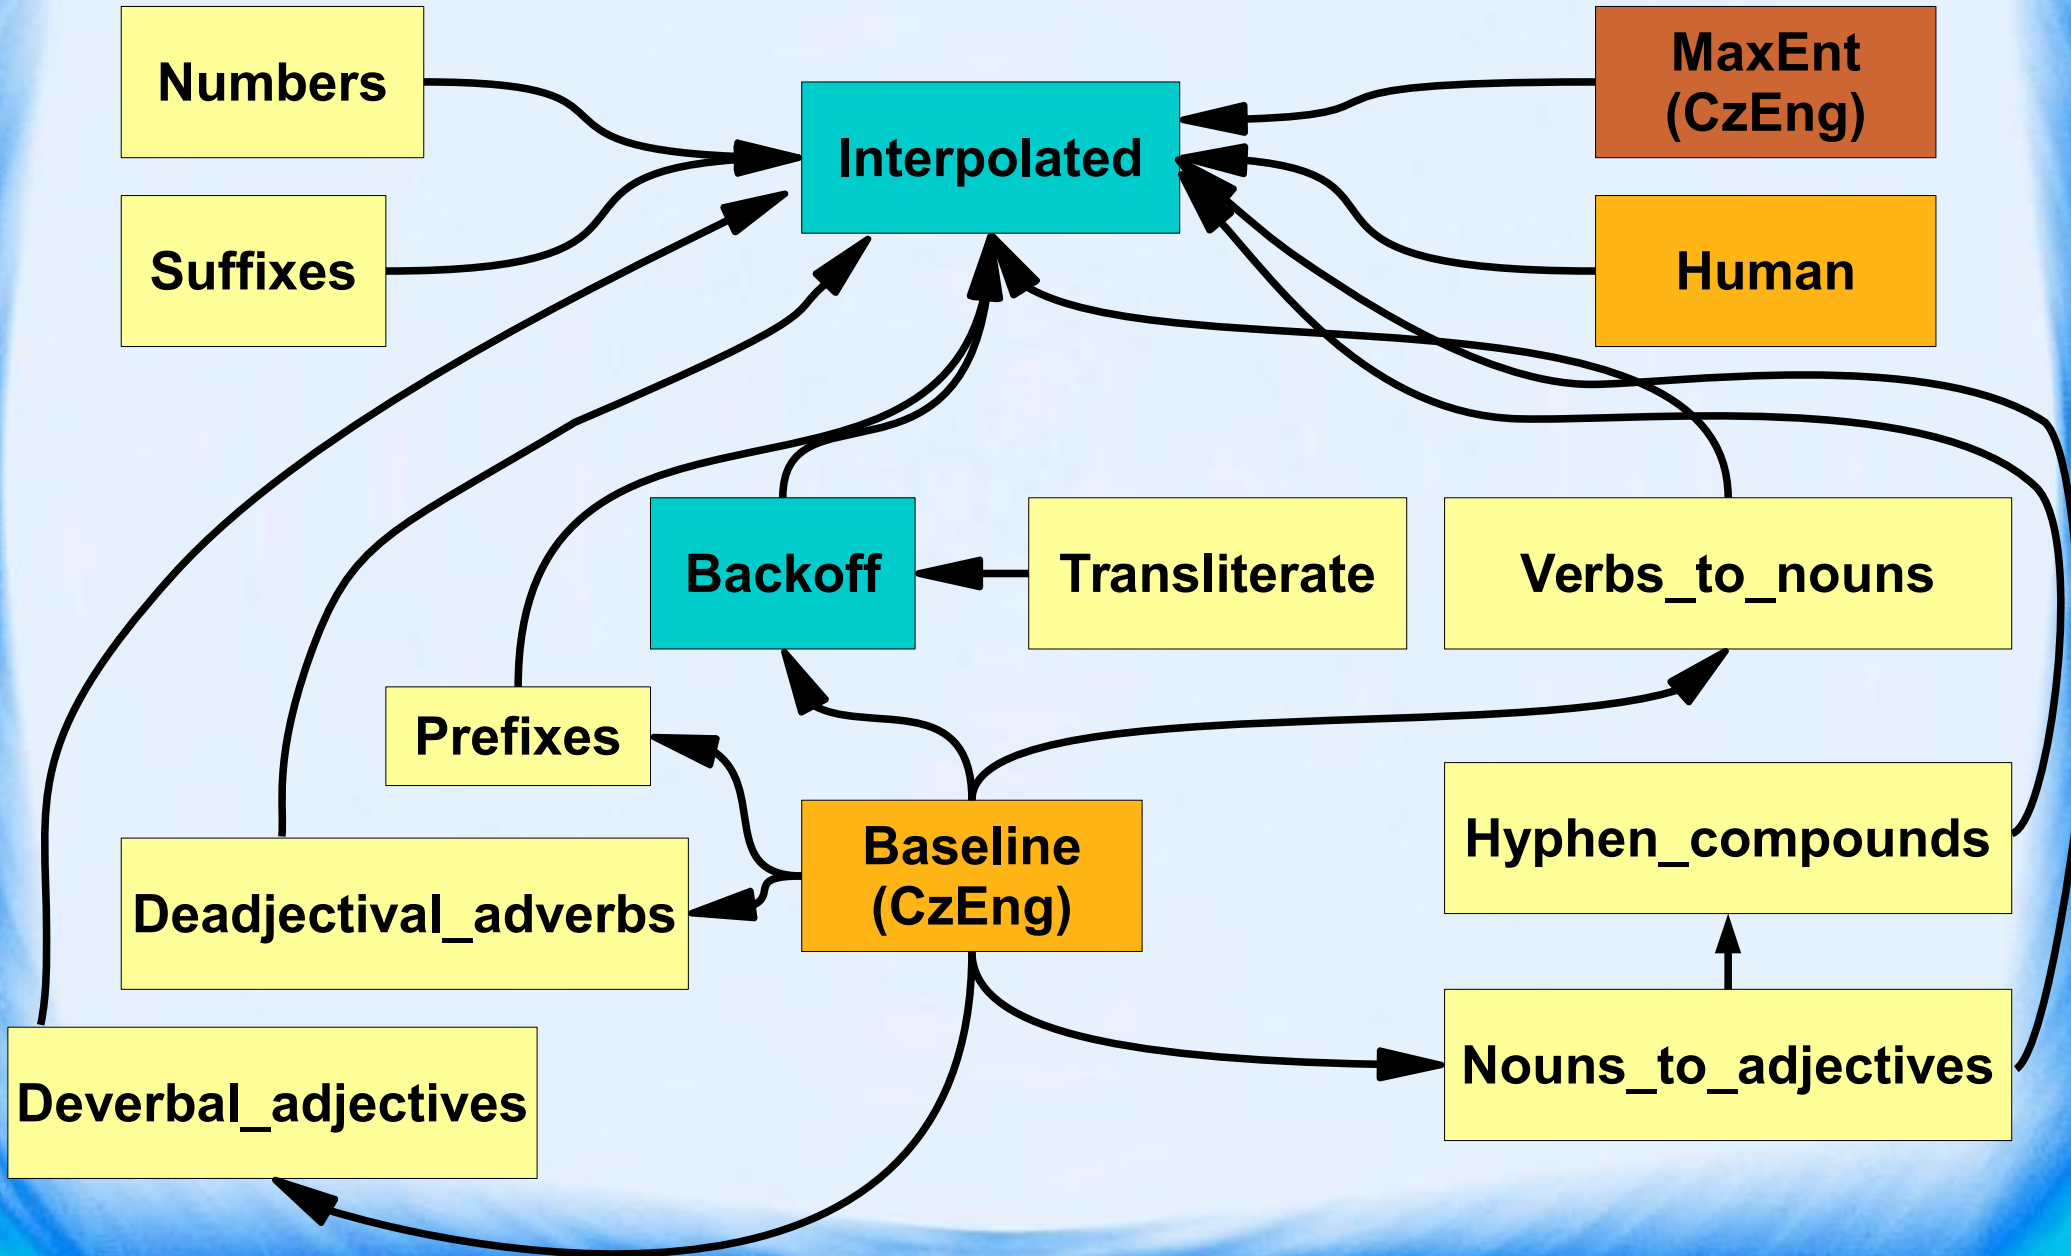 Numbers
MaxEnt
(CzEng)
Interpolated
Suffixes
Human
Backoff
Transliterate
Verbs_to_nouns
Prefixes
Baseline
(CzEng)
Hyphen_compounds
Deadjectival_adverbs
Nouns_to_adjectives
Deverbal_adjectives